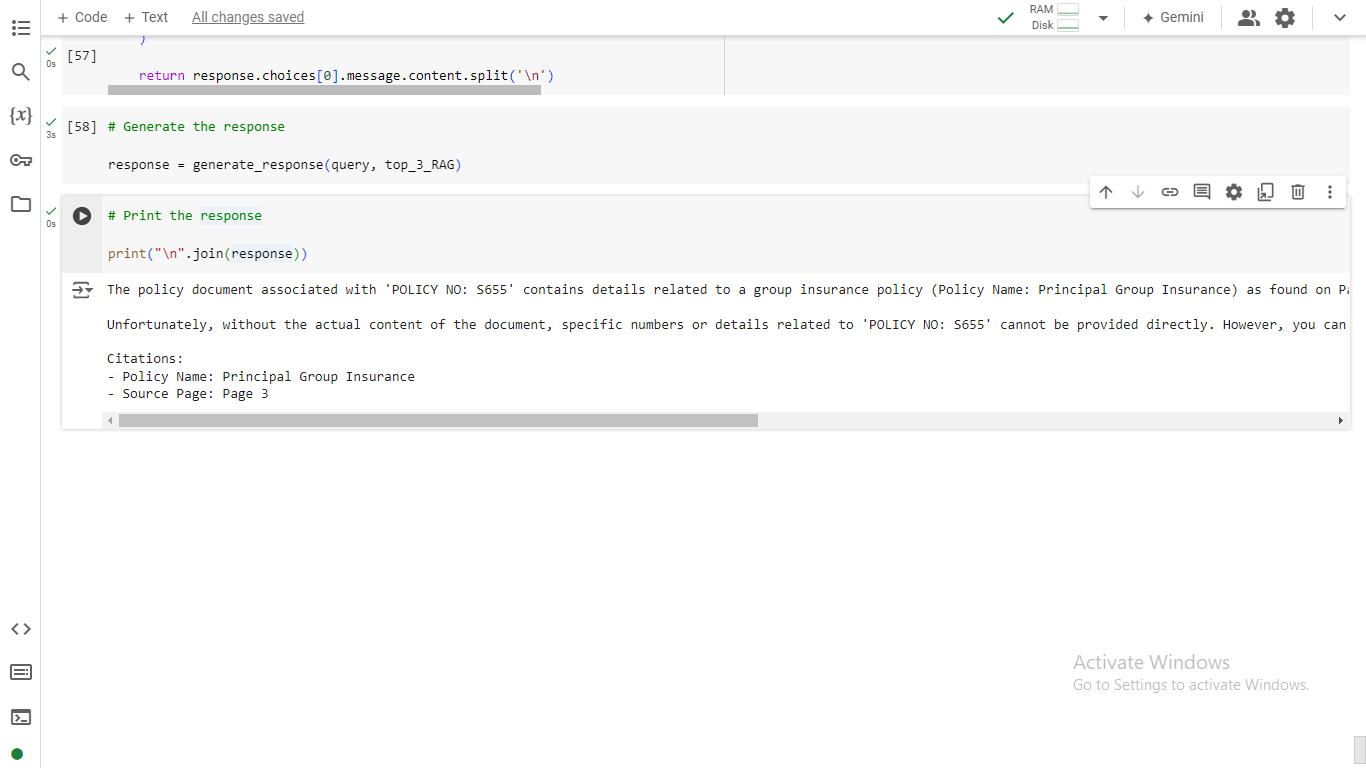 + Code + Text All changes saved
RAM
Disk
Gemini
{x}
)
[57]
0s
return response.choices[0].message.content.split('\n')
[58] # Generate the response
3s
response = generate_response(query, top_3_RAG)
# Print the response
0s
print("\n".join(response))
The policy document associated with 'POLICY NO: S655' contains details related to a group insurance policy (Policy Name: Principal Group Insurance) as found on
Unfortunately, without the actual content of the document, specific numbers or details related to 'POLICY NO: S655' cannot be provided directly. However, you can
Citations:
- Policy Name: Principal Group Insurance
- Source Page: Page 3
Activate Windows
Go to Settings to activate Windows.